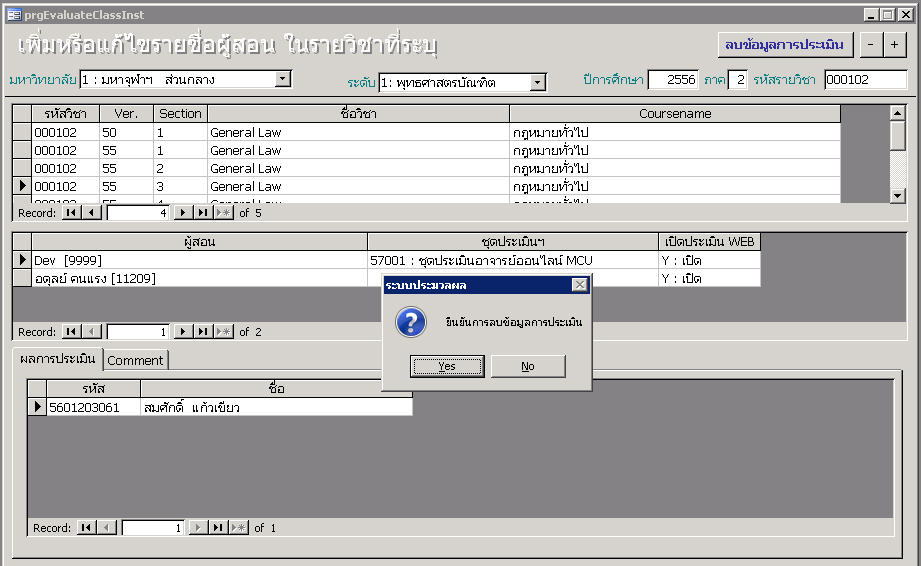 prgEvaluateClassInst
เพิ่มหรือแก้ไขรายชื่อผู้สอน ในรายวิชาที่ระบุ
ลบข้อมูลการประเมิน - +
มหาวิทยาลัย 1 : มหาจุฬาฯ ส่วนกลาง ระดับ 1: พุทธศาสตรบัณฑิต ปีการศึกษา 2556 ภาค 2 รหัสรายวิชา 000102
รหัสวิชา Ver. Section ชื่อวิชา Coursename
000102 50 1 General Law กฎหมายทั่วไป
000102 55 1 General Law กฎหมายทั่วไป
000102 55 2 General Law กฎหมายทั่วไป
000102 55 3 General Law กฎหมายทั่วไป
000102 55 4 General Law กฎหมายทั่วไป
Record: 4 of 5
ผู้สอน ชุดประเมินฯ เปิดประเมิน WEB
Dev [9999] 57001 : ชุดประเมินอาจารย์ออนไลน์ MCU Y : เปิด
อดุลย์ คนแรง [11209] Y : เปิด
ระบบประมวลผล
ยืนยันการลบข้อมูลการประเมิน
Yes No
Record: 1 of 2
ผลการประเมิน Comment
รหัส ชื่อ
5601203061 สมศักดิ์ แก้วเขียว
Record: 1 of 1